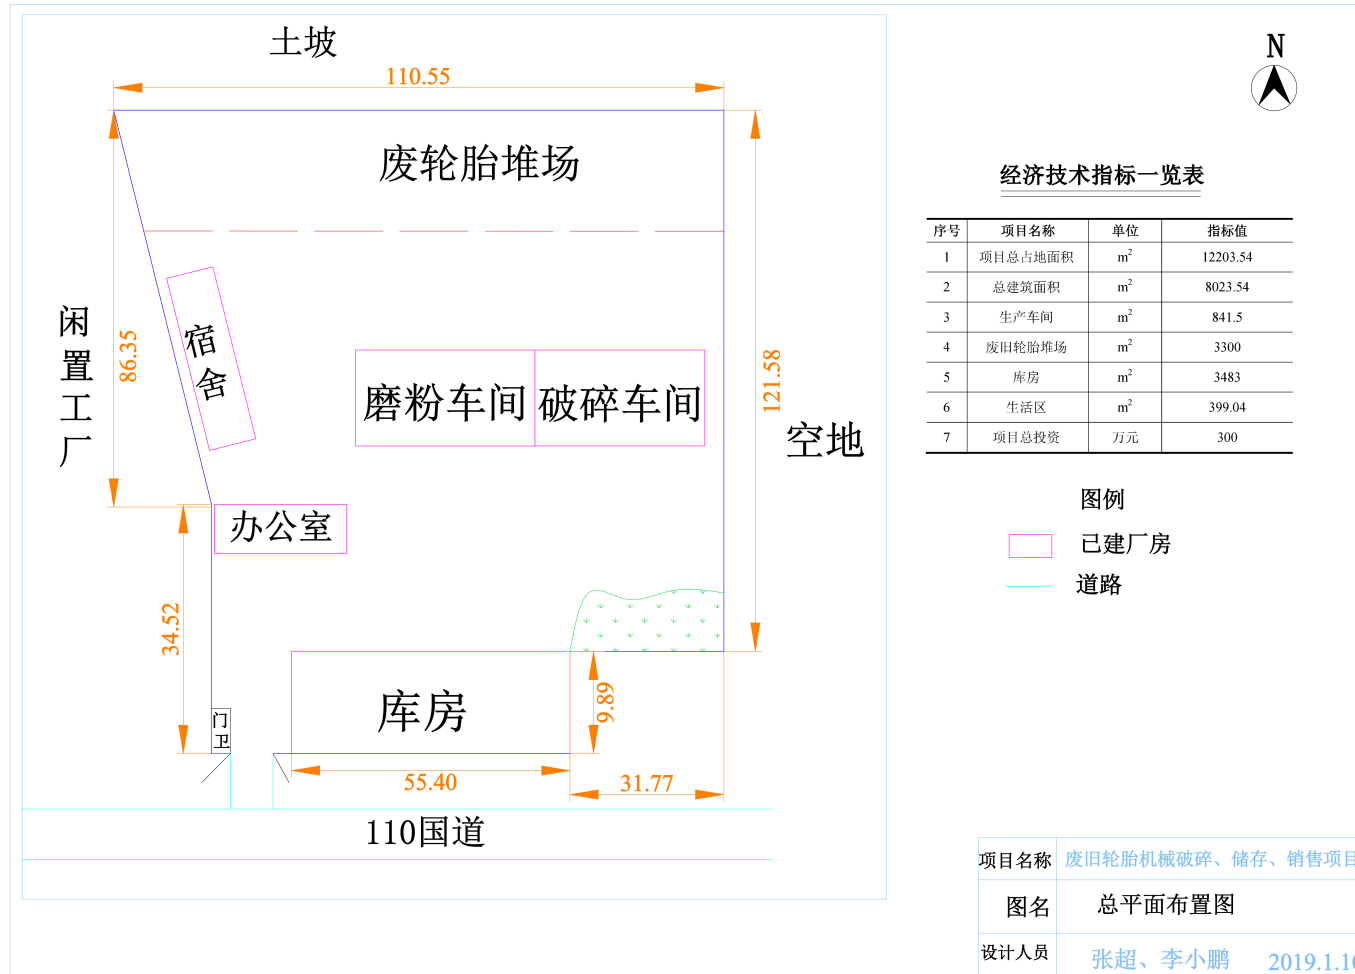 土坡
110.55
N
废轮胎堆场
经济技术指标一览表
序号 项目名称 单位 指标值
1 项目总占地面积 m² 12203.54
2 总建筑面积 m² 8023.54
3 生产车间 m² 841.5
4 废旧轮胎堆场 m² 3300
5 库房 m² 3483
6 生活区 m² 399.04
7 项目总投资 万元 300
闲置工厂
86.35
宿舍
磨粉车间 破碎车间
121.58
空地
图例
已建厂房
道路
办公室
34.52
门卫
库房
9.89
55.40
31.77
110国道
项目名称 废旧轮胎机械破碎、储存、销售项目
图名 总平面布置图
设计人员 张超、李小鹏 2019.1.10